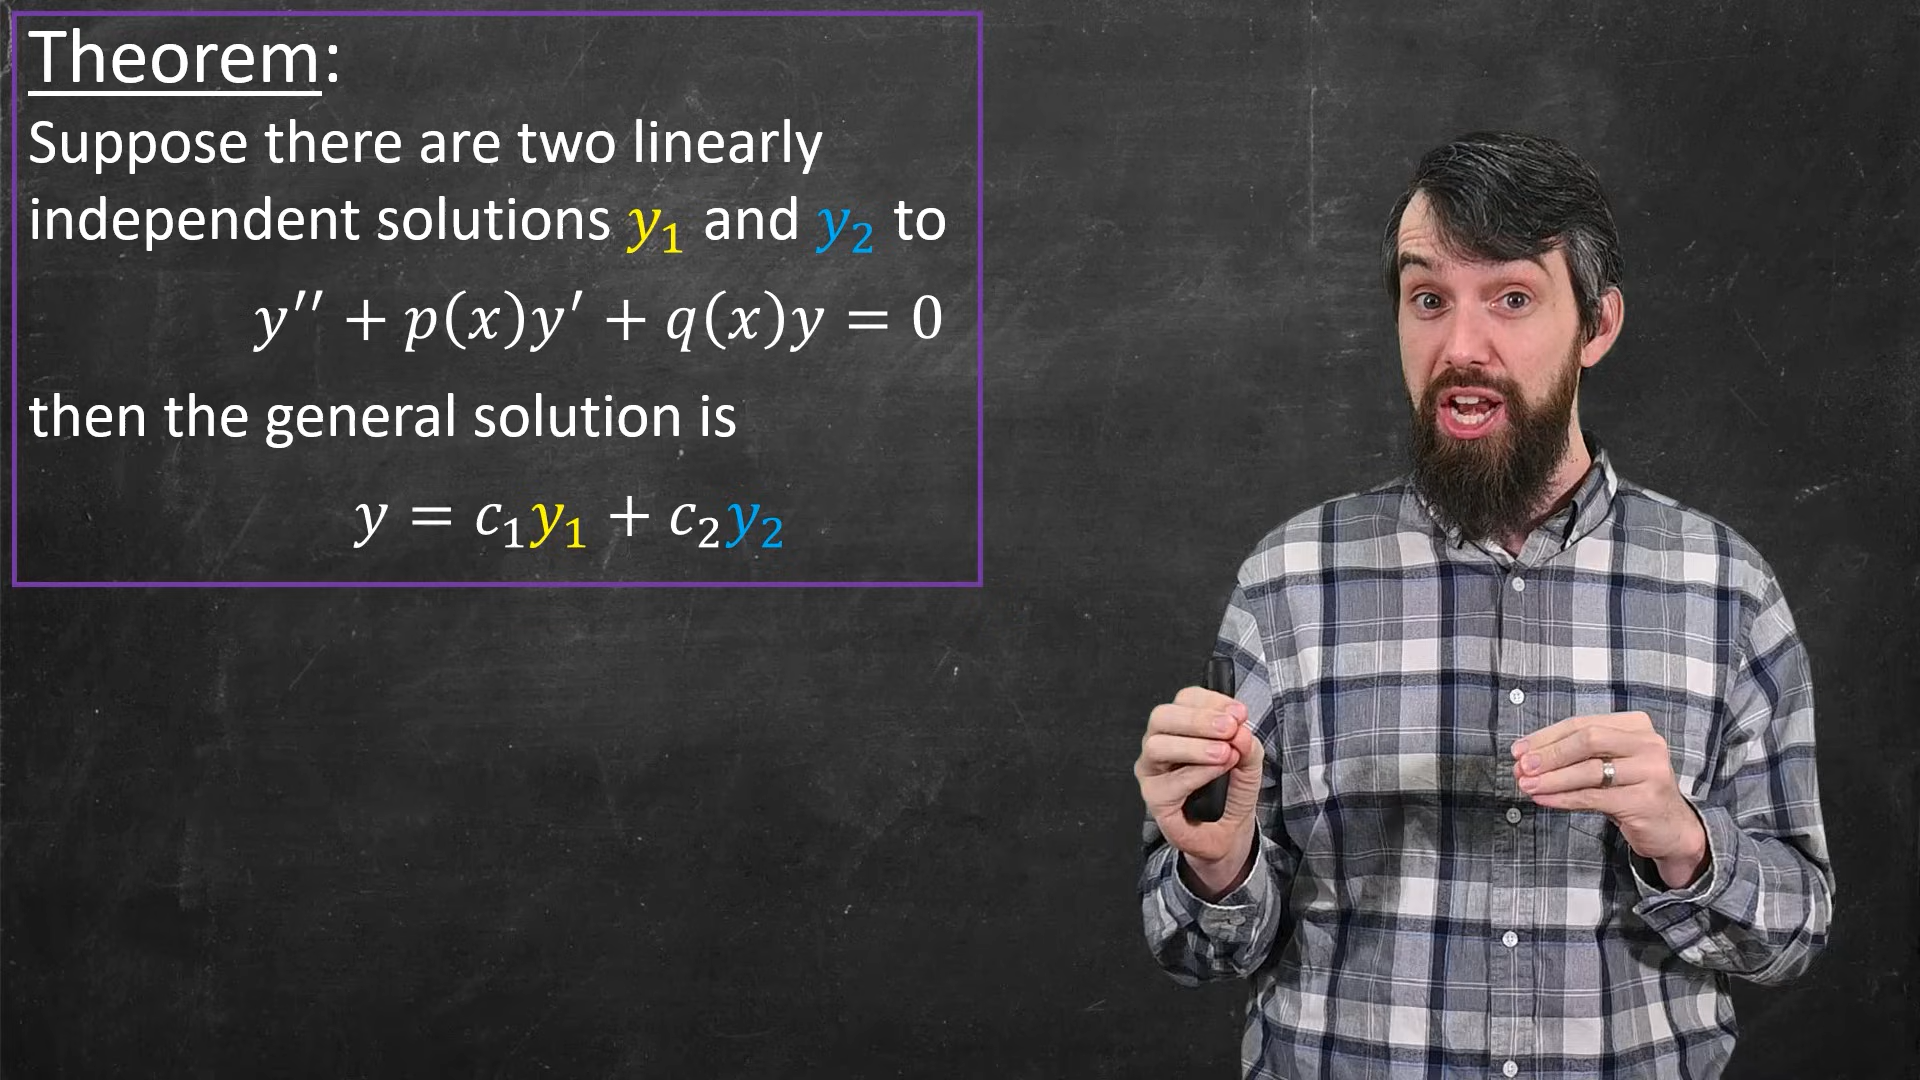 Theorem:
Suppose there are two linearly
independent solutions y₁ and y₂ to
y′′ + p(x)y′ + q(x)y = 0
then the general solution is
y = c₁y₁ + c₂y₂